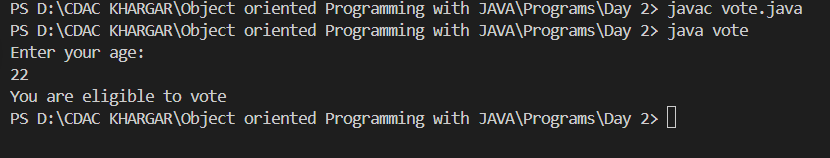 PS D:\CDAC KHARGAR\Object oriented Programming with JAVA\Programs\Day 2> javac vote.java
PS D:\CDAC KHARGAR\Object oriented Programming with JAVA\Programs\Day 2> java vote
Enter your age:
22
You are eligible to vote
PS D:\CDAC KHARGAR\Object oriented Programming with JAVA\Programs\Day 2>